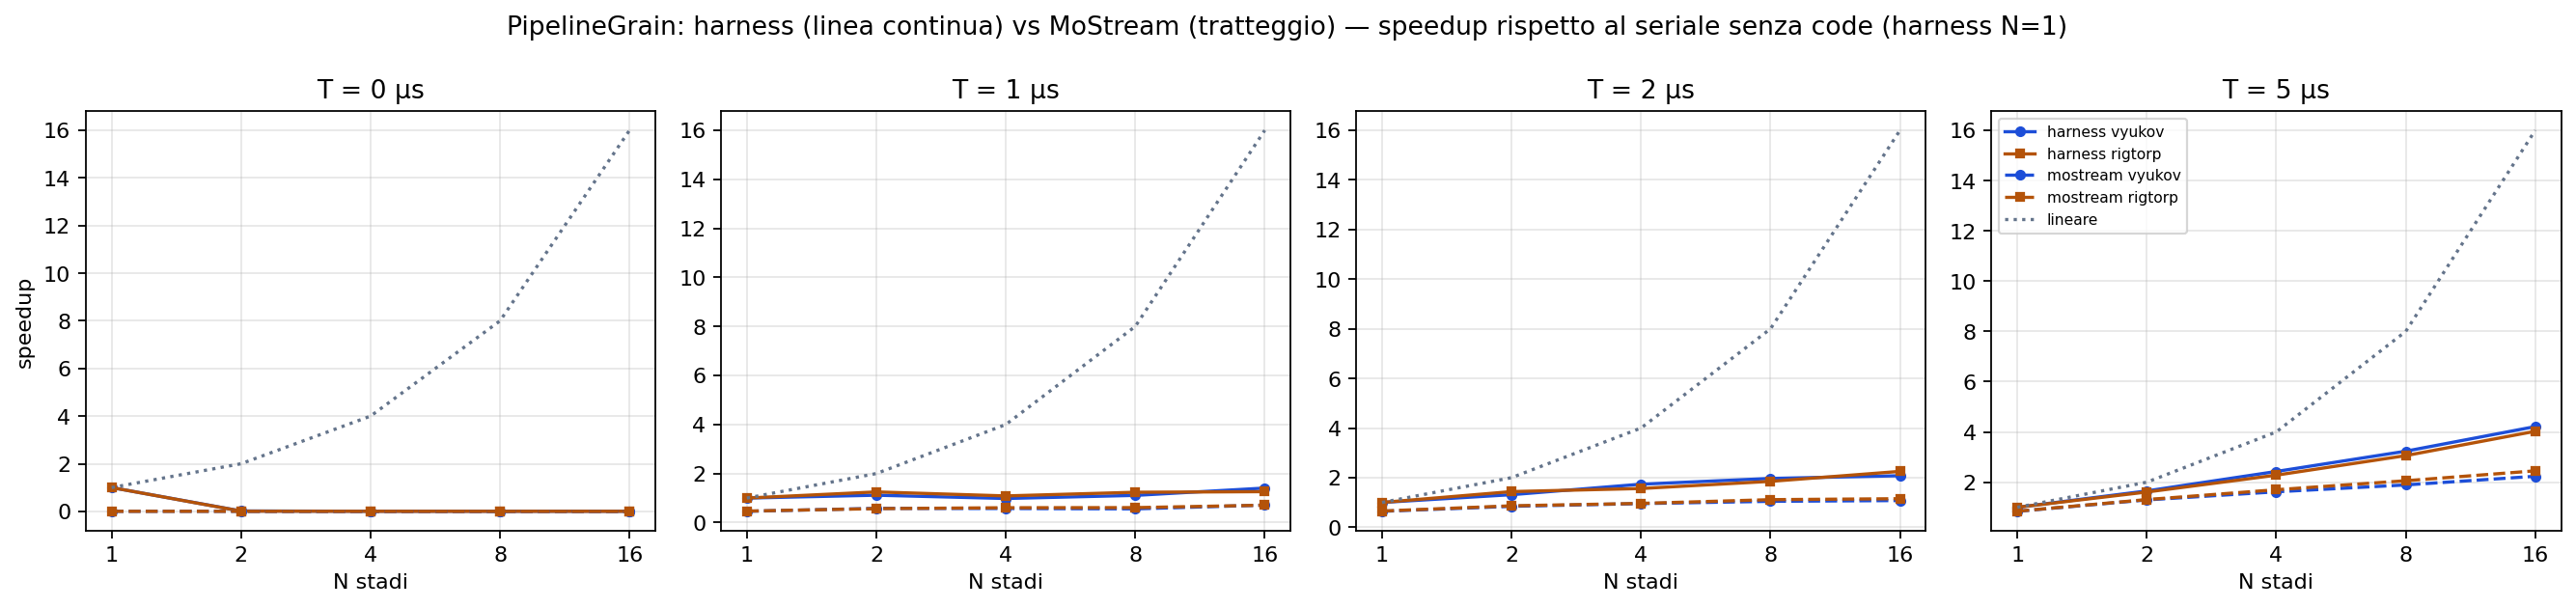 PipelineGrain: harness (linea continua) vs MoStream (tratteggio) — speedup rispetto al seriale senza code (harness N=1)
T = 0 µs
speedup
16
14
12
10
8
6
4
2
0
1 2 4 8 16
N stadi
T = 1 µs
16
14
12
10
8
6
4
2
0
1 2 4 8 16
N stadi
T = 2 µs
16
14
12
10
8
6
4
2
0
1 2 4 8 16
N stadi
T = 5 µs
16
14
12
10
8
6
4
2
harness vyukov
harness rigtorp
mostream vyukov
mostream rigtorp
lineare
1 2 4 8 16
N stadi